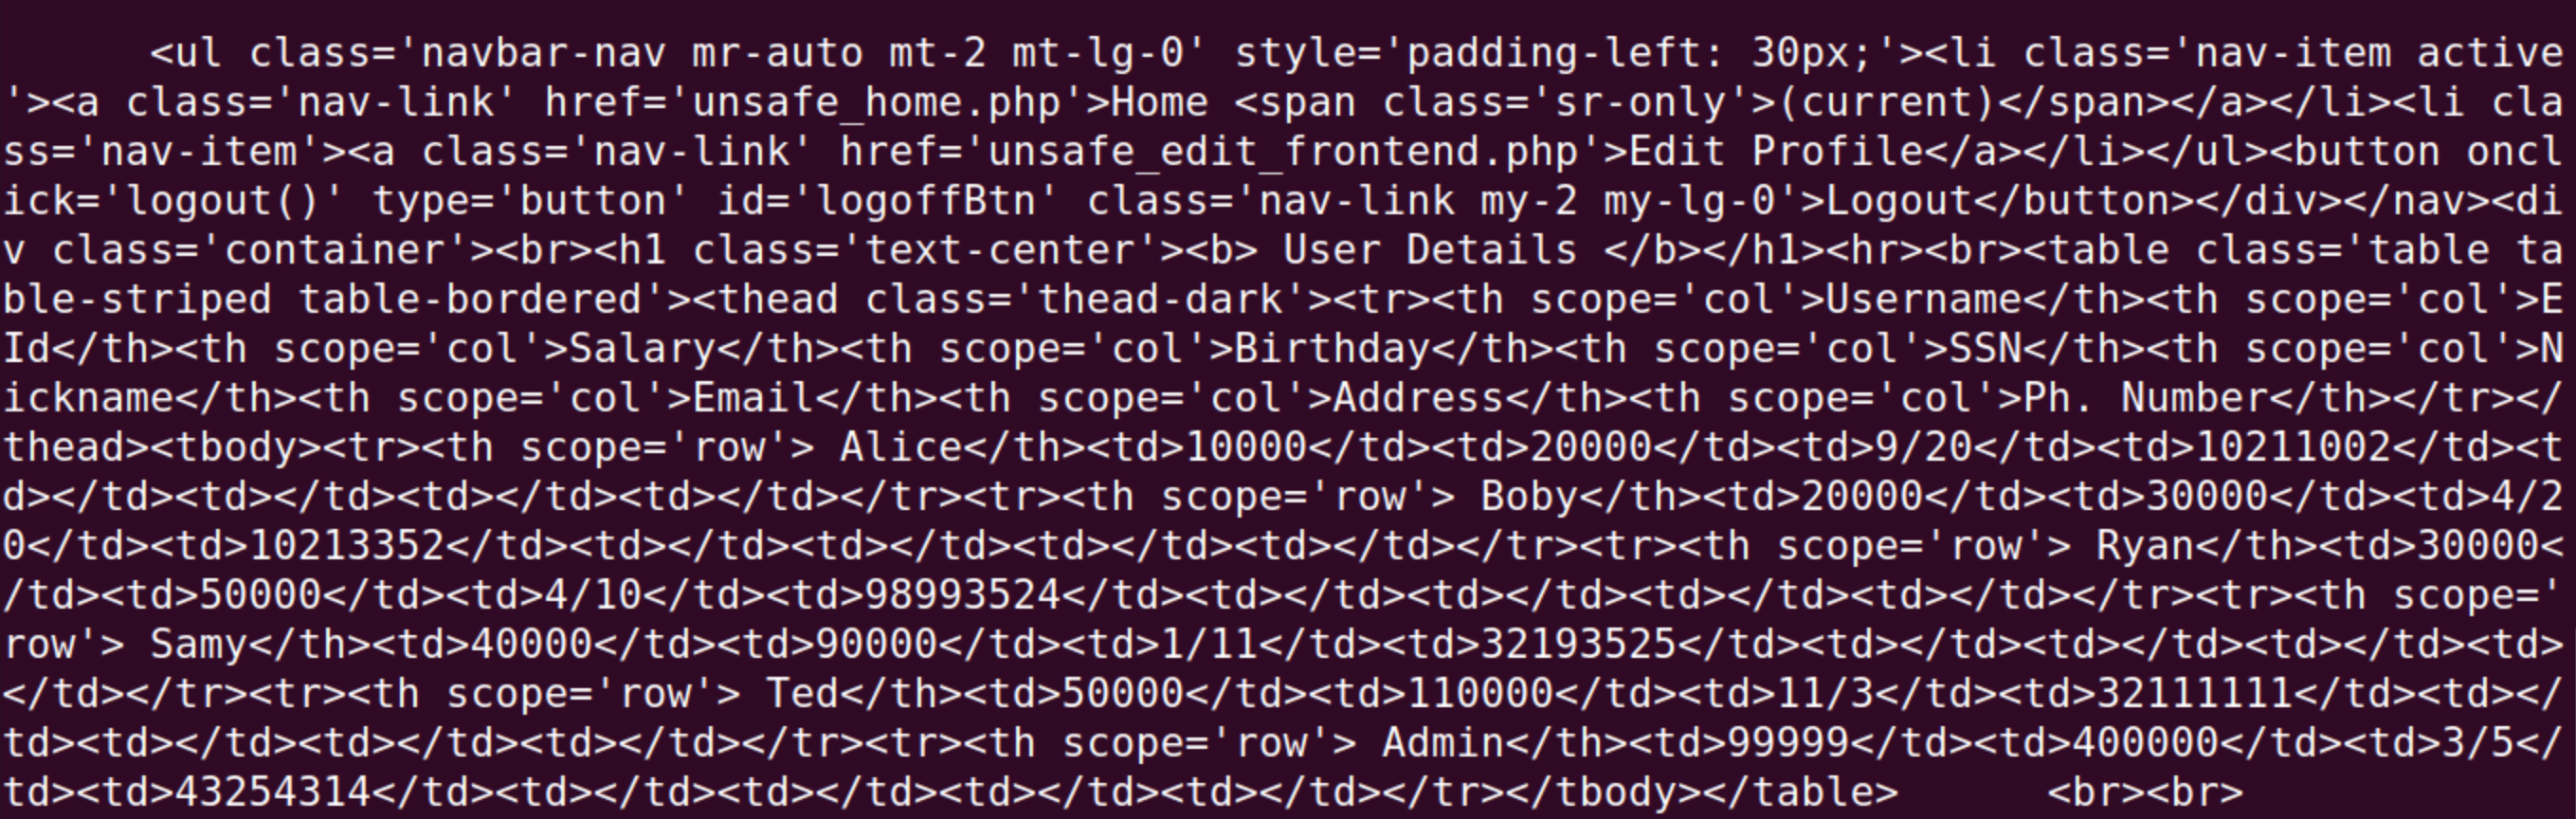 <ul class='navbar-nav mr-auto mt-2 mt-lg-0' style='padding-left: 30px;'><li class='nav-item active
'><a class='nav-link' href='unsafe_home.php'>Home <span class='sr-only'>(current)</span></a></li><li cla
ss='nav-item'><a class='nav-link' href='unsafe_edit_frontend.php'>Edit Profile</a></li></ul><button oncl
ick='logout()' type='button' id='logoffBtn' class='nav-link my-2 my-lg-0'>Logout</button></div></nav><di
v class='container'><br><h1 class='text-center'><b> User Details </b></h1><hr><br><table class='table ta
ble-striped table-bordered'><thead class='thead-dark'><tr><th scope='col'>Username</th><th scope='col'>E
Id</th><th scope='col'>Salary</th><th scope='col'>Birthday</th><th scope='col'>SSN</th><th scope='col'>N
ickname</th><th scope='col'>Email</th><th scope='col'>Address</th><th scope='col'>Ph. Number</th></tr></
thead><tbody><tr><th scope='row'> Alice</th><td>10000</td><td>20000</td><td>9/20</td><td>10211002</td><t
d></td><td></td><td></td><td></td></tr><tr><th scope='row'> Boby</th><td>20000</td><td>30000</td><td>4/2
0</td><td>10213352</td><td></td><td></td><td></td><td></td></tr><tr><th scope='row'> Ryan</th><td>30000<
/td><td>50000</td><td>4/10</td><td>98993524</td><td></td><td></td><td></td><td></td></tr><tr><th scope='
row'> Samy</th><td>40000</td><td>90000</td><td>1/11</td><td>32193525</td><td></td><td></td><td></td><td>
</td></tr><tr><th scope='row'> Ted</th><td>50000</td><td>110000</td><td>11/3</td><td>32111111</td><td></
td><td></td><td></td><td></td></tr><tr><th scope='row'> Admin</th><td>99999</td><td>400000</td><td>3/5</
td><td>43254314</td><td></td><td></td><td></td><td></td></tr></tbody></table>      <br><br>